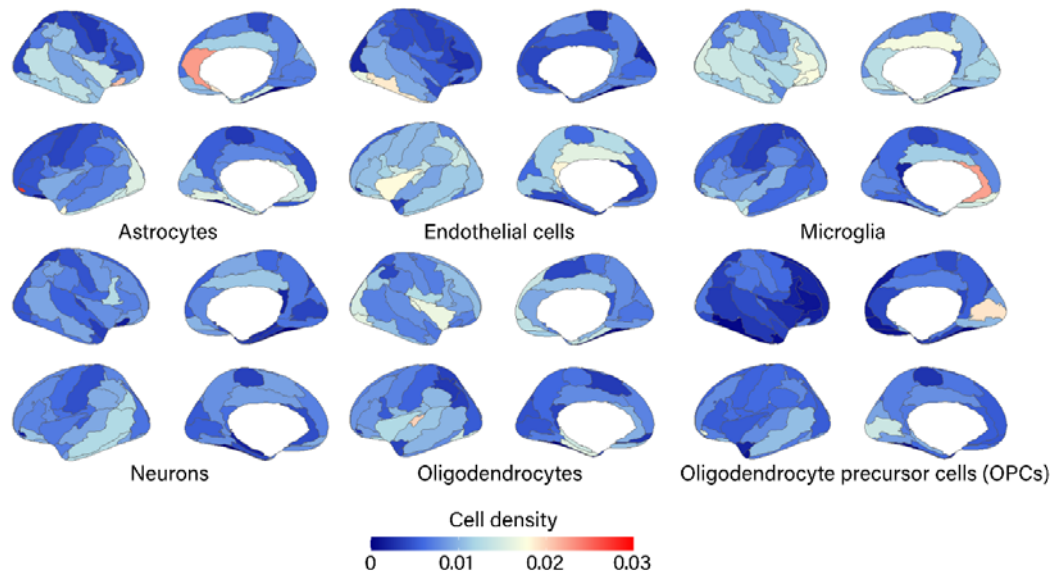 Astrocytes
Endothelial cells
Microglia
Neurons
Oligodendrocytes
Oligodendrocyte precursor cells (OPCs)
Cell density
0
0.01
0.02
0.03